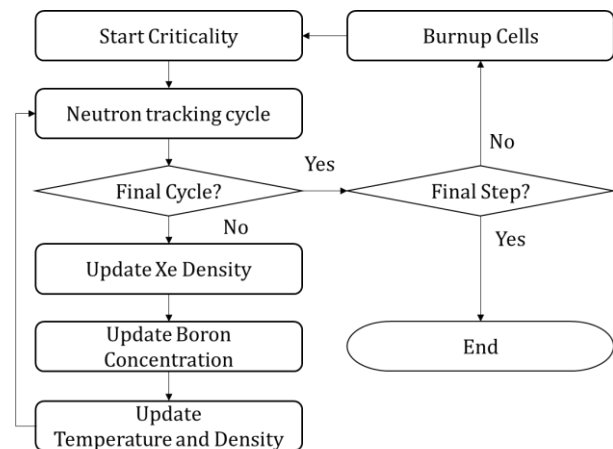 Start Criticality
Burnup Cells
Neutron tracking cycle
No
Yes
Final Cycle?
Final Step?
No
Yes
Update Xe Density
Update Boron
Concentration
End
Update
Temperature and Density